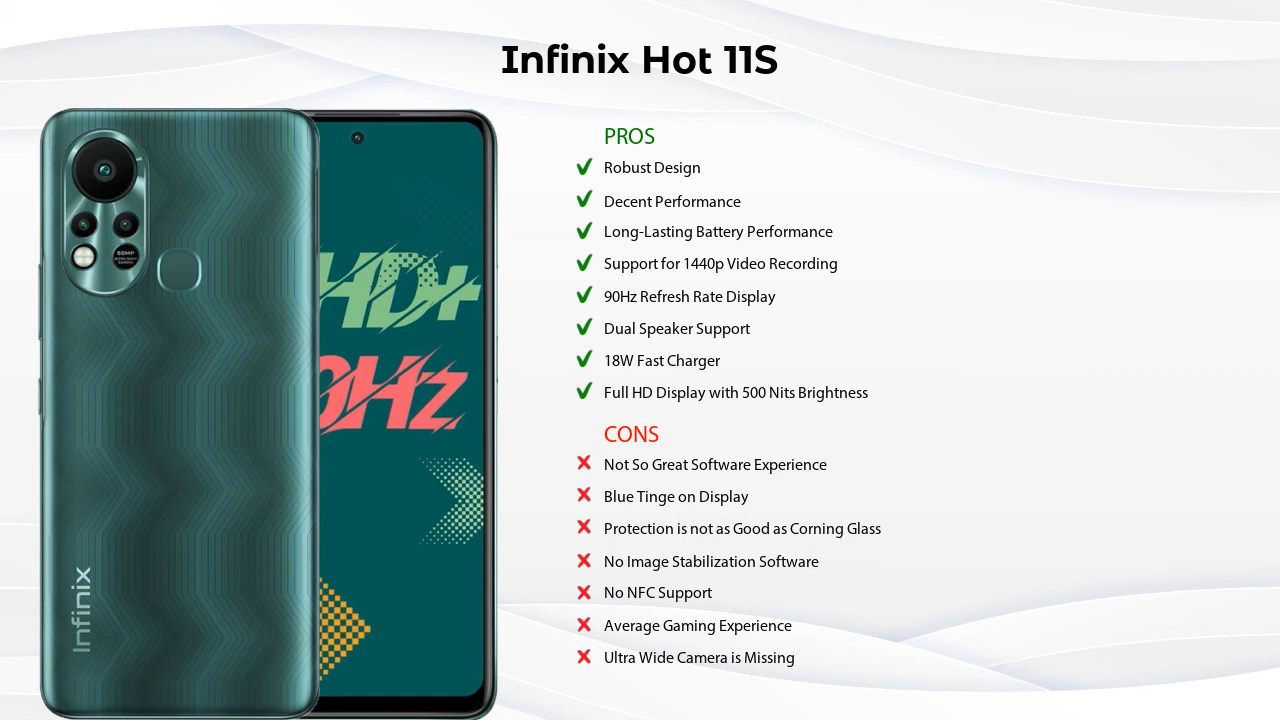 Infinix Hot 11S
PROS
Robust Design
Decent Performance
Long-Lasting Battery Performance
Support for 1440p Video Recording
90Hz Refresh Rate Display
Dual Speaker Support
18W Fast Charger
Full HD Display with 500 Nits Brightness
CONS
Not So Great Software Experience
Blue Tinge on Display
Protection is not as Good as Corning Glass
No Image Stabilization Software
No NFC Support
Average Gaming Experience
Ultra Wide Camera is Missing
HD+
0Hz
50MP
Infinix